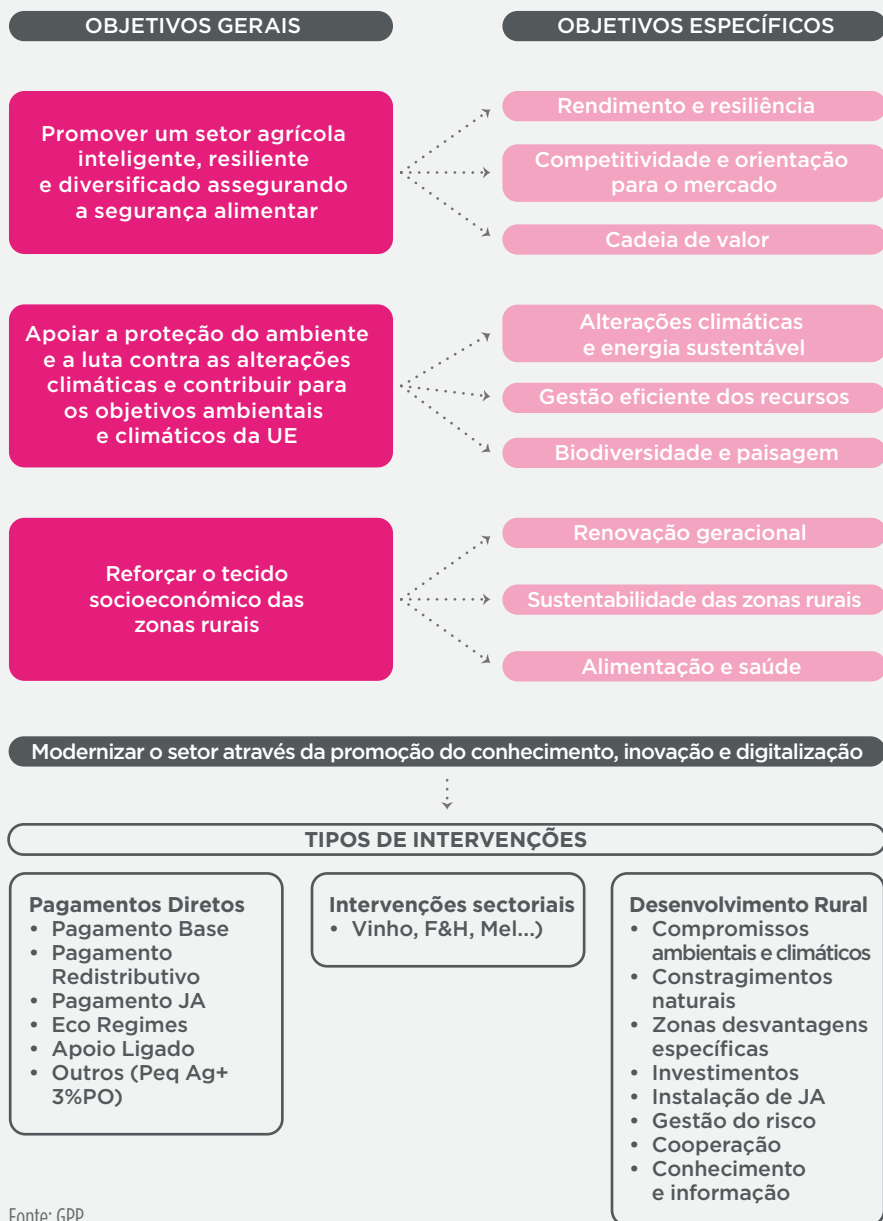 OBJETIVOS GERAIS
OBJETIVOS ESPECÍFICOS
Promover um setor agrícola
inteligente, resiliente
e diversificado assegurando
a segurança alimentar
Rendimento e resiliência
Competitividade e orientação
para o mercado
Cadeia de valor
Apoiar a proteção do ambiente
e a luta contra as alterações
climáticas e contribuir para
os objetivos ambientais
e climáticos da UE
Alterações climáticas
e energia sustentável
Gestão eficiente dos recursos
Biodiversidade e paisagem
Reforçar o tecido
socioeconómico das
zonas rurais
Renovação geracional
Sustentabilidade das zonas rurais
Alimentação e saúde
Modernizar o setor através da promoção do conhecimento, inovação e digitalização
TIPOS DE INTERVENÇÕES
Pagamentos Diretos
• Pagamento Base
• Pagamento
Redistributivo
• Pagamento JA
• Eco Regimes
• Apoio Ligado
• Outros (Peq Ag+
3%PO)
Intervenções sectoriais
• Vinho, F&H, Mel...)
Desenvolvimento Rural
• Compromissos
ambientais e climáticos
• Constragimentos
naturais
• Zonas desvantagens
específicas
• Investimentos
• Instalação de JA
• Gestão do risco
• Cooperação
• Conhecimento
e informação
Fonte: GPP